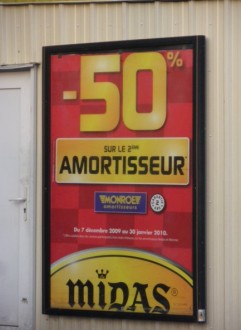 -50%
SUR LE 2ème
AMORTISSEUR
MONROE
amortisseurs
Du 7 décembre 2009 au 30 janvier 2010.
MIDAS